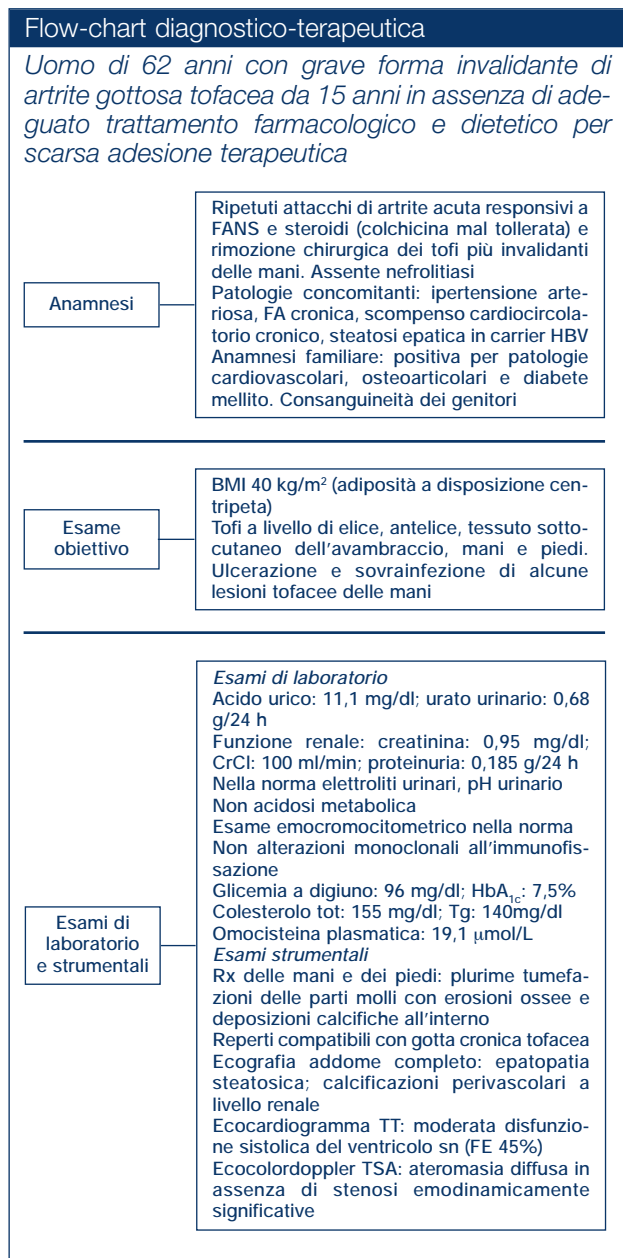 Flow-chart diagnostico-terapeutica
Uomo di 62 anni con grave forma invalidante di
artrite gottosa tofacea da 15 anni in assenza di ade-
guato trattamento farmacologico e dietetico per
scarsa adesione terapeutica
Anamnesi
Ripetuti attacchi di artrite acuta responsivi a
FANS e steroidi (colchicina mal tollerata) e
rimozione chirurgica dei tofi più invalidanti
delle mani. Assente nefrolitiasi
Patologie concomitanti: ipertensione arte-
riosa, FA cronica, scompenso cardiocircola-
torio cronico, steatosi epatica in carrier HBV
Anamnesi familiare: positiva per patologie
cardiovascolari, osteoarticolari e diabete
mellito. Consanguineità dei genitori
Esame
obiettivo
BMI 40 kg/m² (adiposità a disposizione cen-
tripeta)
Tofi a livello di elice, antelice, tessuto sotto-
cutaneo dell'avambraccio, mani e piedi.
Ulcerazione e sovrainfezione di alcune
lesioni tofacee delle mani
Esami di
laboratorio
e strumentali
Esami di laboratorio
Acido urico: 11,1 mg/dl; urato urinario: 0,68
g/24 h
Funzione renale: creatinina: 0,95 mg/dl;
CrCl: 100 ml/min; proteinuria: 0,185 g/24 h
Nella norma elettroliti urinari, pH urinario
Non acidosi metabolica
Esame emocromocitometrico nella norma
Non alterazioni monoclonali all'immunofis-
sazione
Glicemia a digiuno: 96 mg/dl; HbA1c: 7,5%
Colesterolo tot: 155 mg/dl; Tg: 140mg/dl
Omocisteina plasmatica: 19,1 μmol/L
Esami strumentali
Rx delle mani e dei piedi: plurime tumefa-
zioni delle parti molli con erosioni ossee e
deposizioni calcifiche all'interno
Reperti compatibili con gotta cronica tofacea
Ecografia addome completo: epatopatia
steatosica; calcificazioni perivascolari a
livello renale
Ecocardiogramma TT: moderata disfunzio-
ne sistolica del ventricolo sn (FE 45%)
Ecocolordoppler TSA: ateromasia diffusa in
assenza di stenosi emodinamicamente
significative